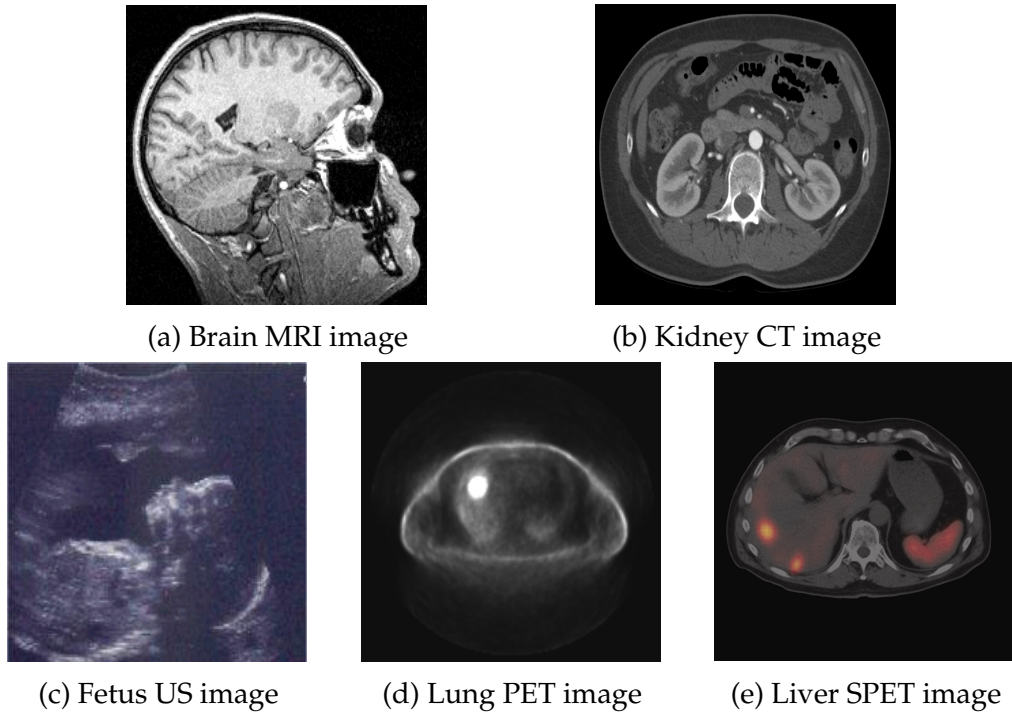 (a) Brain MRI image
(b) Kidney CT image
(c) Fetus US image
(d) Lung PET image
(e) Liver SPET image